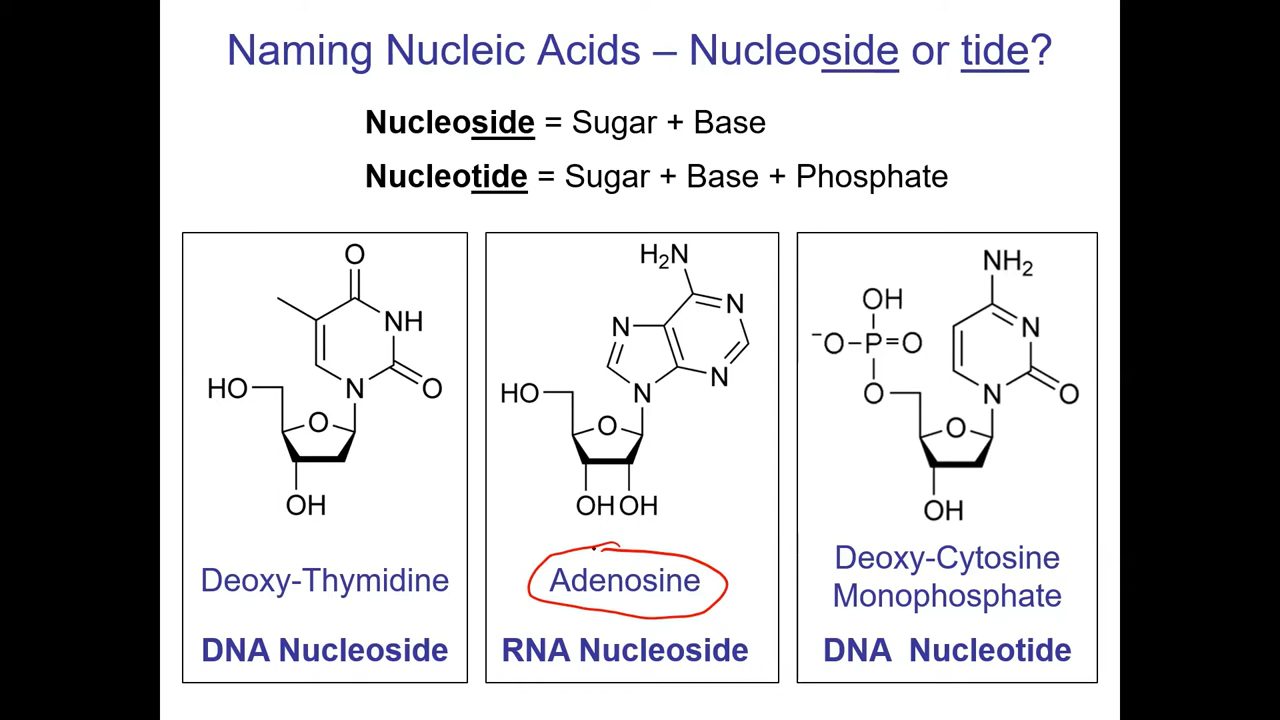 Naming Nucleic Acids – Nucleoside or tide?
Nucleoside = Sugar + Base
Nucleotide = Sugar + Base + Phosphate
O
NH
HO
N
O
O
OH
Deoxy-Thymidine
DNA Nucleoside
H₂N
N
N
N
HO
N
O
OH OH
Adenosine
RNA Nucleoside
NH₂
OH
N
⁻O–P=O
O
N
O
O
OH
Deoxy-Cytosine
Monophosphate
DNA Nucleotide